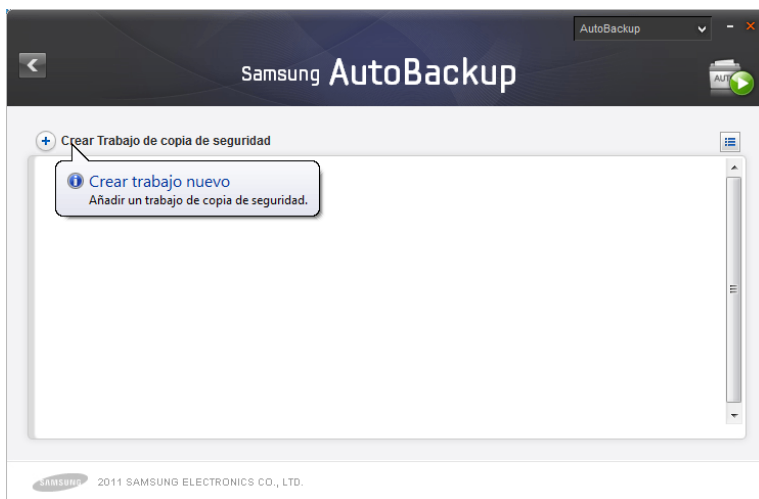 AutoBackup
samsung AutoBackup
AUT
Crear Trabajo de copia de seguridad
Crear trabajo nuevo
Añadir un trabajo de copia de seguridad.
SAMSUNG 2011 SAMSUNG ELECTRONICS CO., LTD.